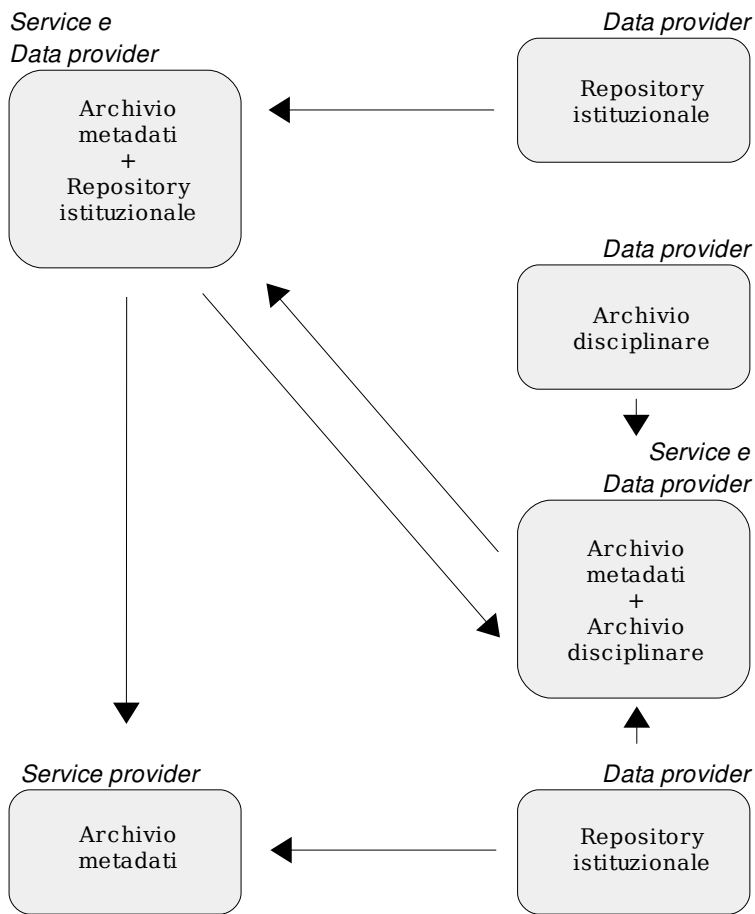 Service e
Data provider
Archivio
metadati
+
Repository
istituzionale
Data provider
Repository
istituzionale
Data provider
Archivio
disciplinare
Service e
Data provider
Archivio
metadati
+
Archivio
disciplinare
Service provider
Archivio
metadati
Data provider
Repository
istituzionale